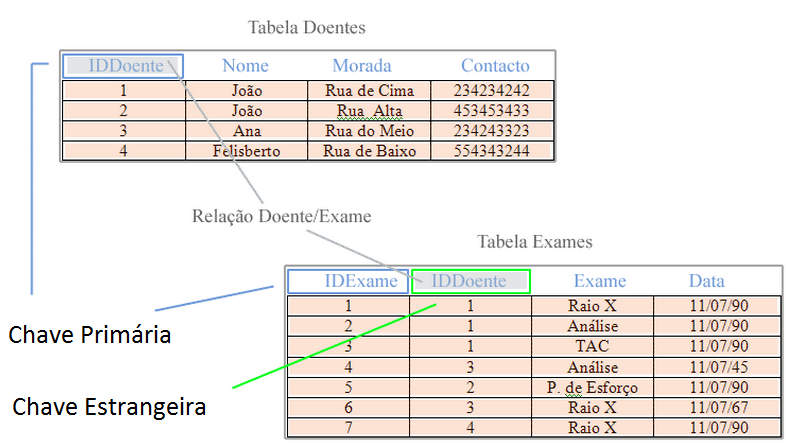 Tabela Doentes
IDDoente Nome Morada Contacto
1 João Rua de Cima 234234242
2 João Rua Alta 453453433
3 Ana Rua do Meio 234243323
4 Felisberto Rua de Baixo 554343244
Relação Doente/Exame
Tabela Exames
IDExame IDDoente Exame Data
1 1 Raio X 11/07/90
2 1 Análise 11/07/90
3 1 TAC 11/07/90
4 3 Análise 11/07/45
5 2 P. de Esforço 11/07/90
6 3 Raio X 11/07/67
7 4 Raio X 11/07/90
Chave Primária
Chave Estrangeira